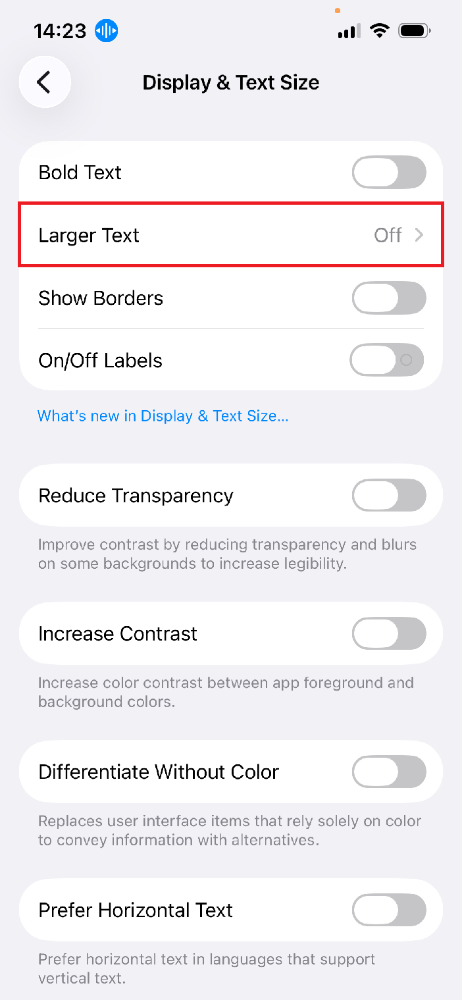 14:23
Display & Text Size
Bold Text
Larger Text Off
Show Borders
On/Off Labels
What's new in Display & Text Size...
Reduce Transparency
Improve contrast by reducing transparency and blurs
on some backgrounds to increase legibility.
Increase Contrast
Increase color contrast between app foreground and
background colors.
Differentiate Without Color
Replaces user interface items that rely solely on color
to convey information with alternatives.
Prefer Horizontal Text
Prefer horizontal text in languages that support
vertical text.